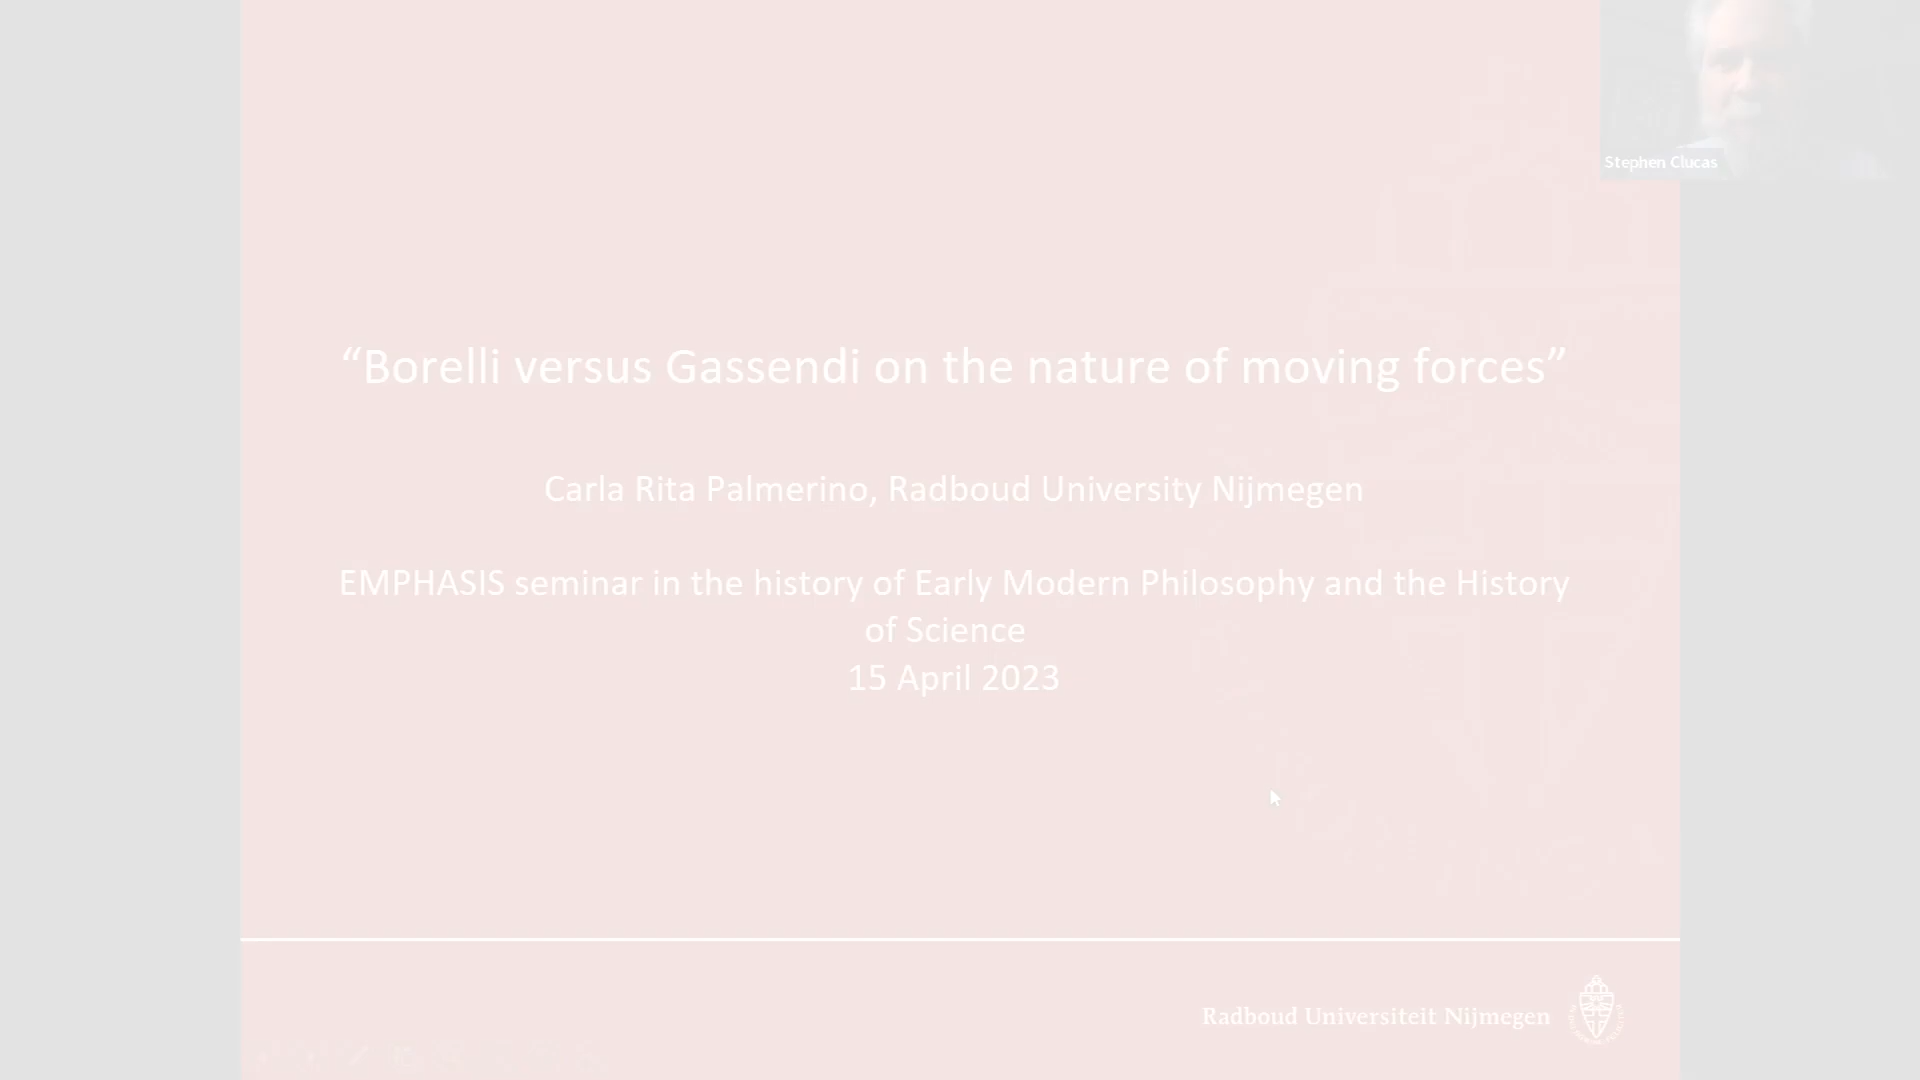 Stephen Clucas
“Borelli versus Gassendi on the nature of moving forces”
Carla Rita Palmerino, Radboud University Nijmegen
EMPHASIS seminar in the history of Early Modern Philosophy and the History
of Science
15 April 2023
Radboud Universiteit Nijmegen